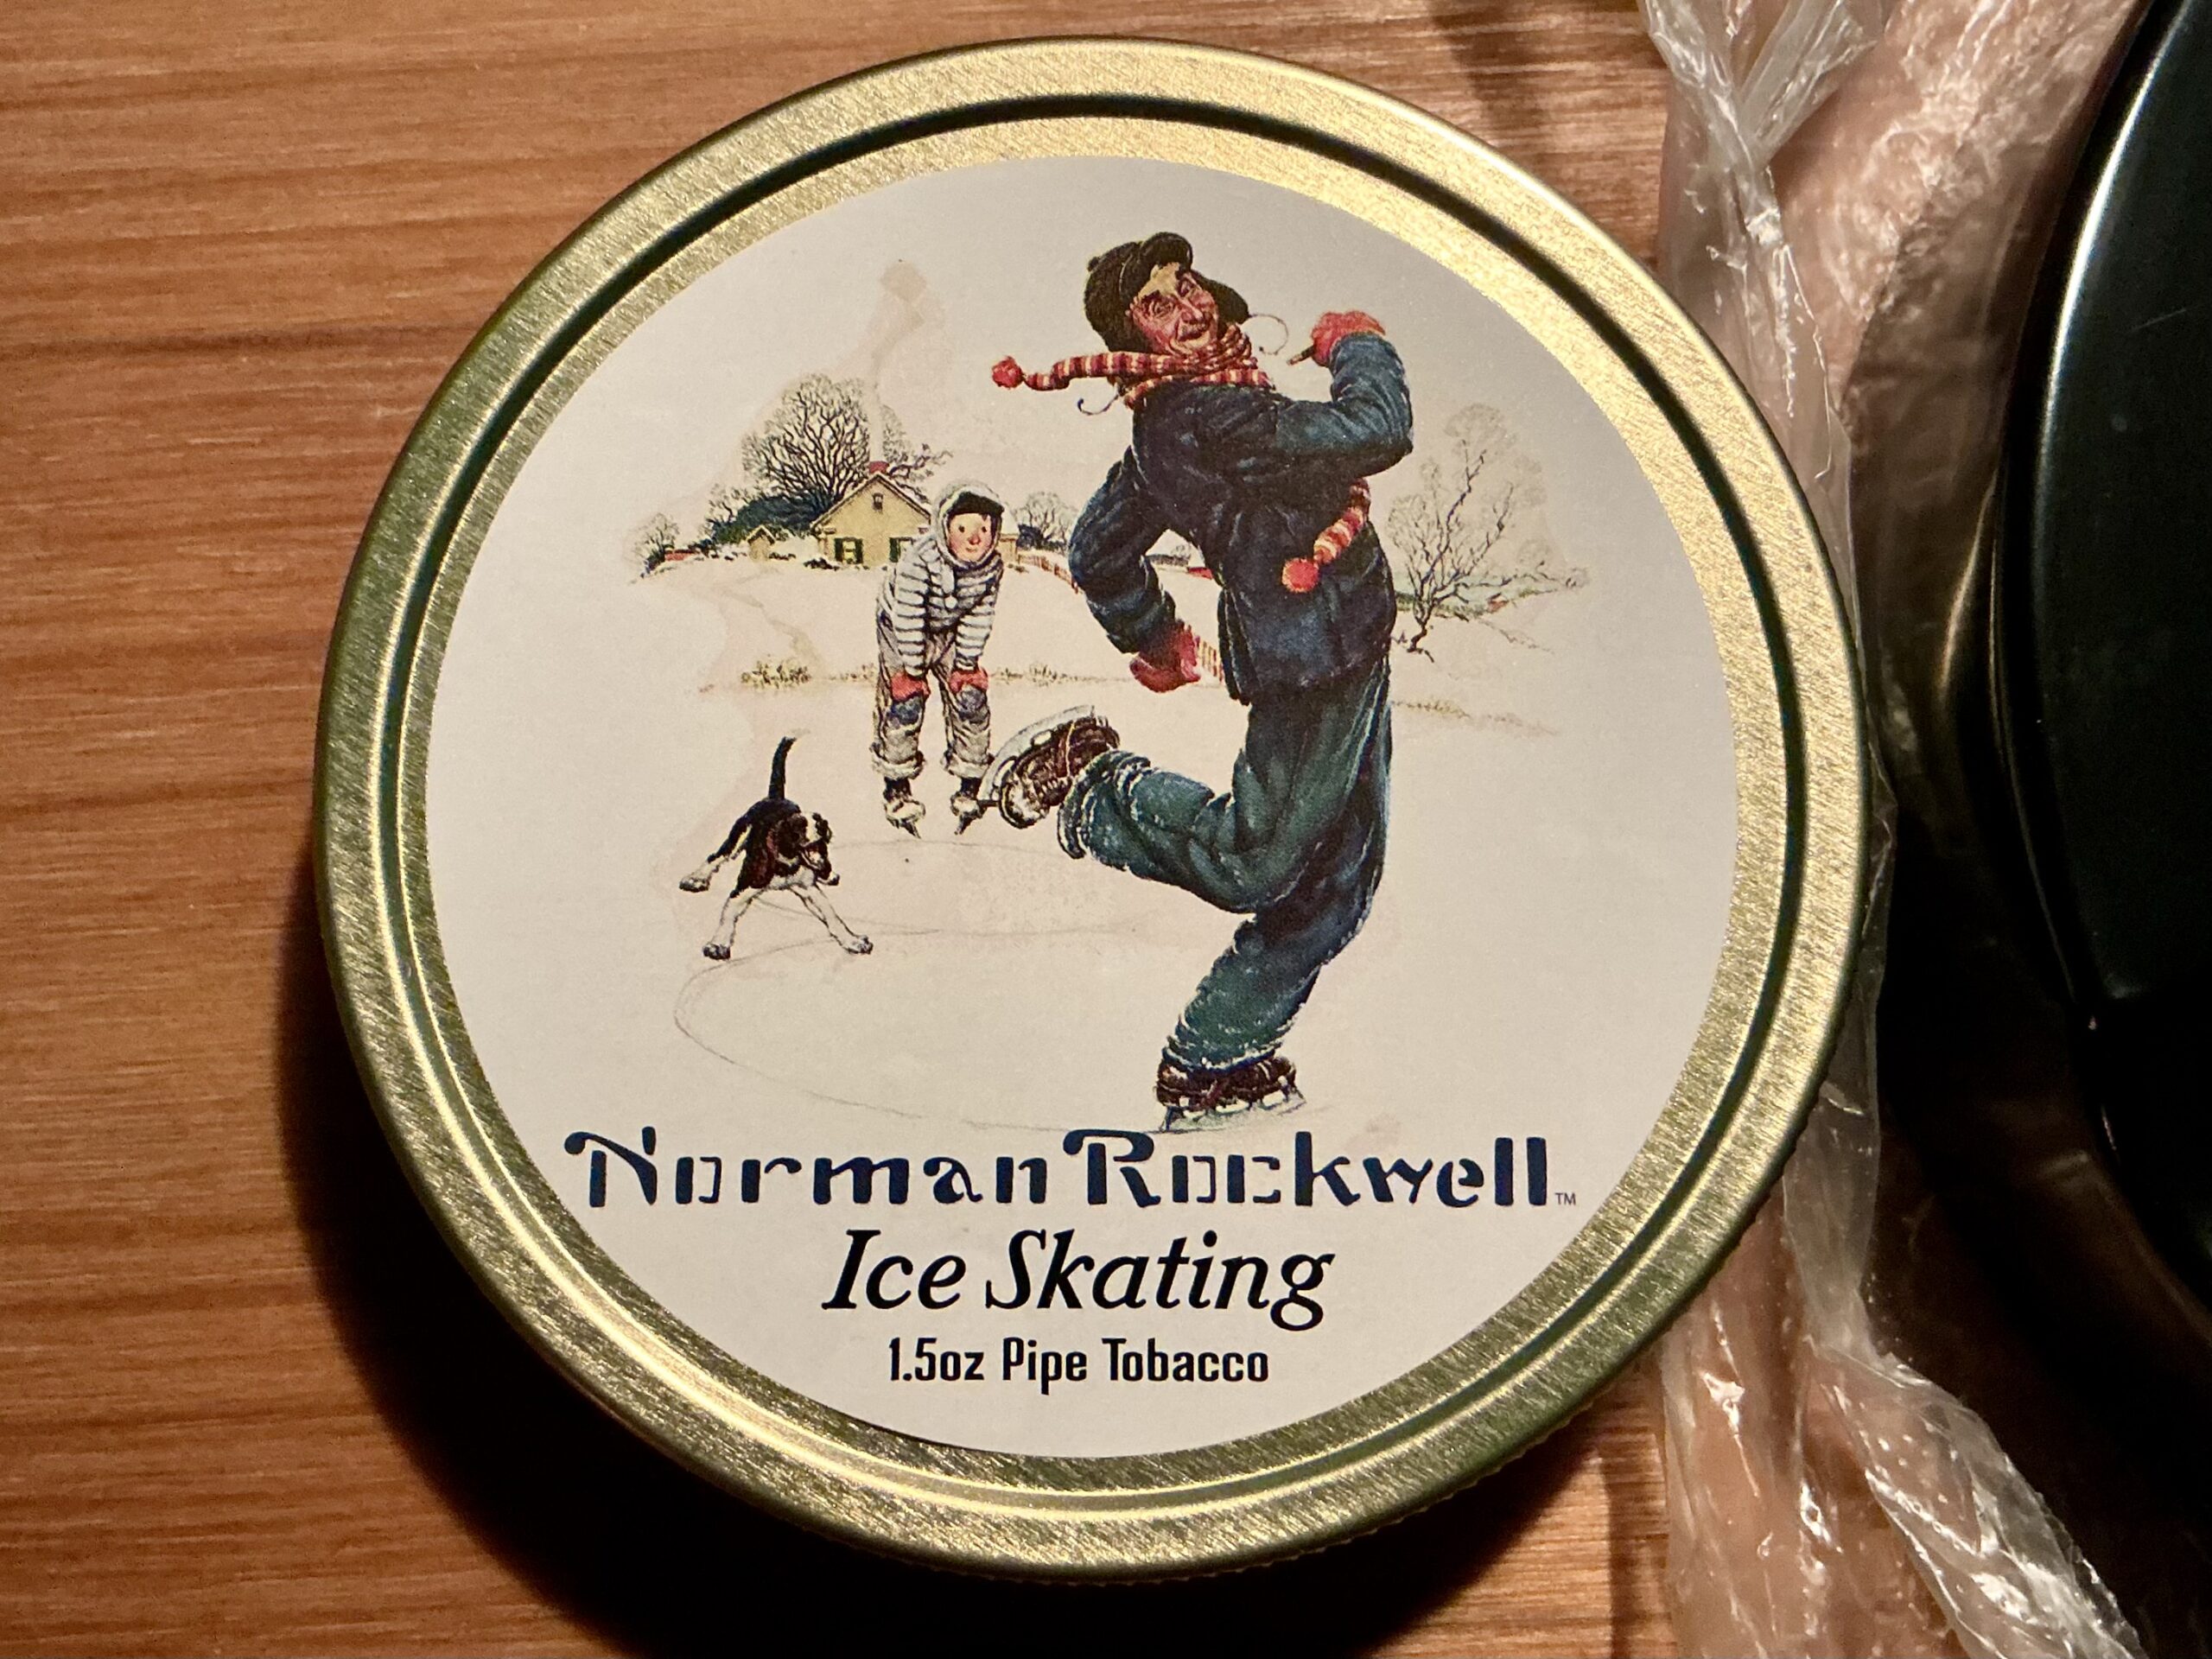 Norman Rockwell™
Ice Skating
1.5oz Pipe Tobacco